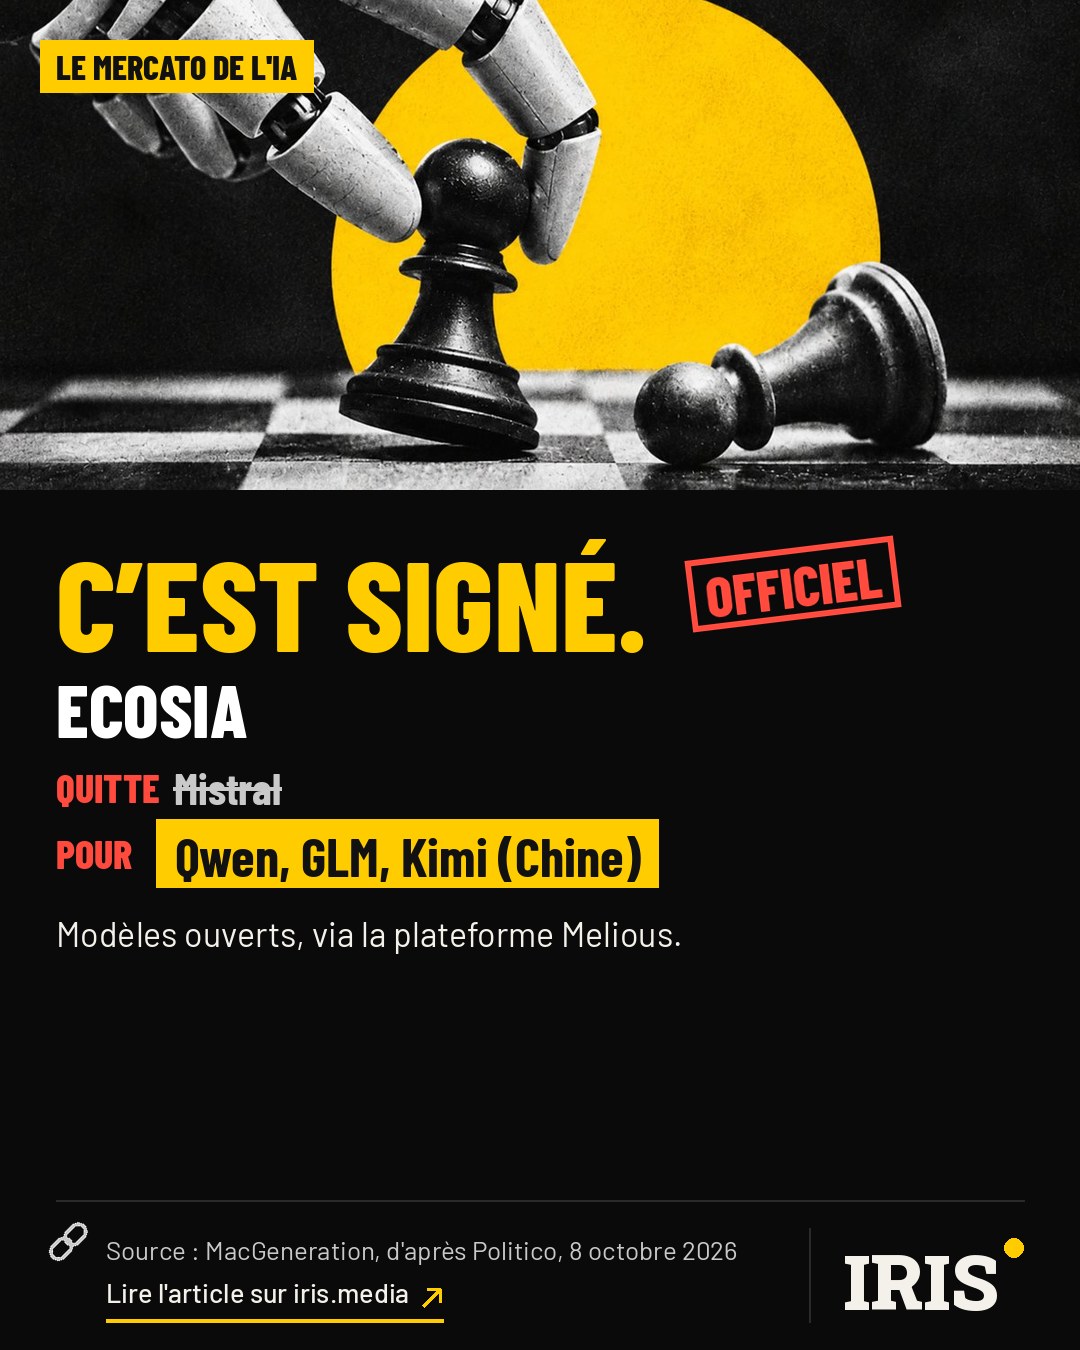 LE MERCATO DE L'IA
C’EST SIGNÉ.
OFFICIEL
ECOSIA
QUITTE Mistral
POUR Qwen, GLM, Kimi (Chine)
Modèles ouverts, via la plateforme Melious.
Source : MacGeneration, d'après Politico, 8 octobre 2026
Lire l'article sur iris.media
IRIS